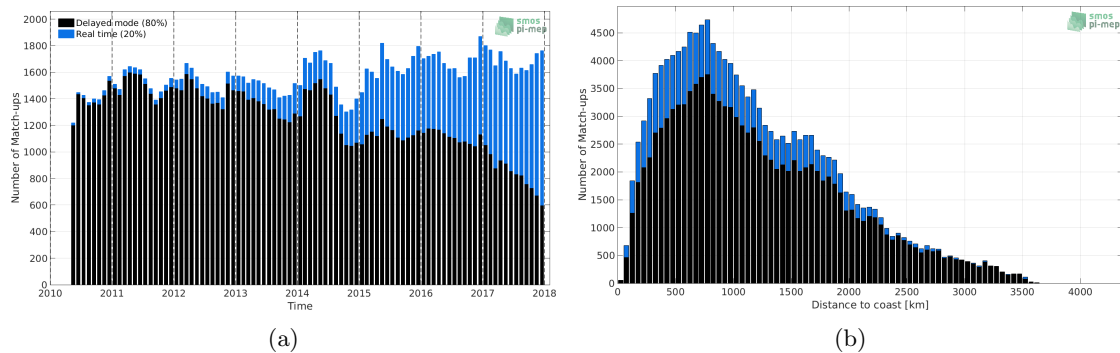 2000
1800
1600
1400
1200
1000
800
600
400
200
0
Number of Match-ups
Delayed mode (80%)
Real time (20%)
smos
pi-mep
2010 2011 2012 2013 2014 2015 2016 2017 2018
Time
(a)
4500
4000
3500
3000
2500
2000
1500
1000
500
0
Number of Match-ups
smos
pi-mep
0 500 1000 1500 2000 2500 3000 3500 4000
Distance to coast [km]
(b)